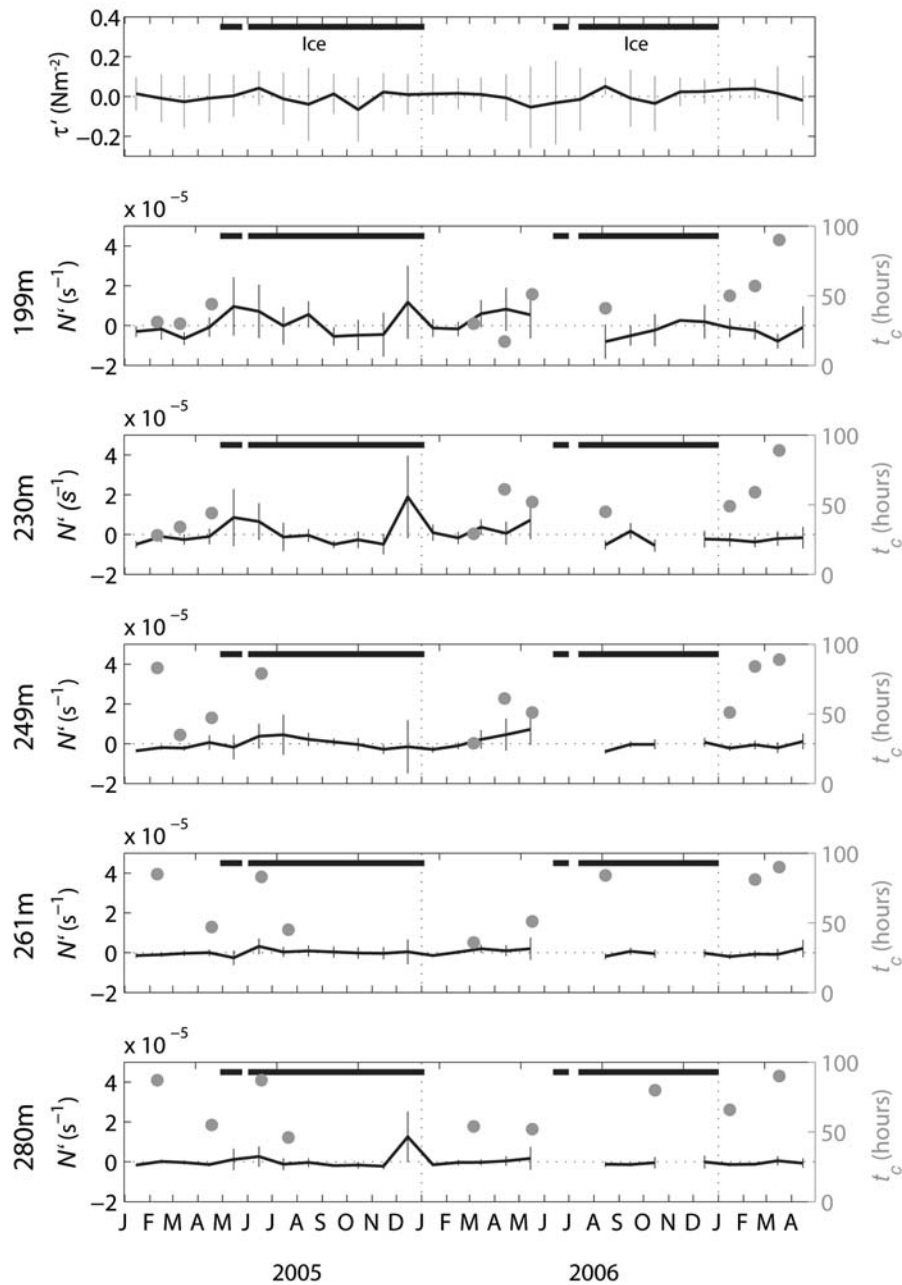 0.4
0.2
0.0
−0.2
τ' (Nm⁻²)
Ice
Ice
x 10⁻⁵
4
2
0
−2
199m
N' (s⁻¹)
100
50
0
t_c (hours)
x 10⁻⁵
4
2
0
−2
230m
N' (s⁻¹)
100
50
0
t_c (hours)
x 10⁻⁵
4
2
0
−2
249m
N' (s⁻¹)
100
50
0
t_c (hours)
x 10⁻⁵
4
2
0
−2
261m
N' (s⁻¹)
100
50
0
t_c (hours)
x 10⁻⁵
4
2
0
−2
280m
N' (s⁻¹)
100
50
0
t_c (hours)
J F M A M J J A S O N D J F M A M J J A S O N D J F M A
2005 2006